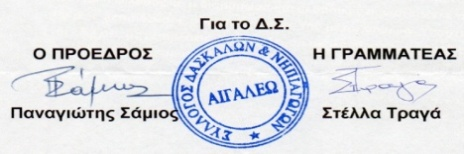 Για το Δ.Σ.
Ο ΠΡΟΕΔΡΟΣ Η ΓΡΑΜΜΑΤΕΑΣ
ΣΥΛΛΟΓΟΣ ΔΑΣΚΑΛΩΝ & ΝΗΠΙΑΓΩΓΩΝ
ΑΙΓΑΛΕΩ
Παναγιώτης Σάμιος Στέλλα Τραγά